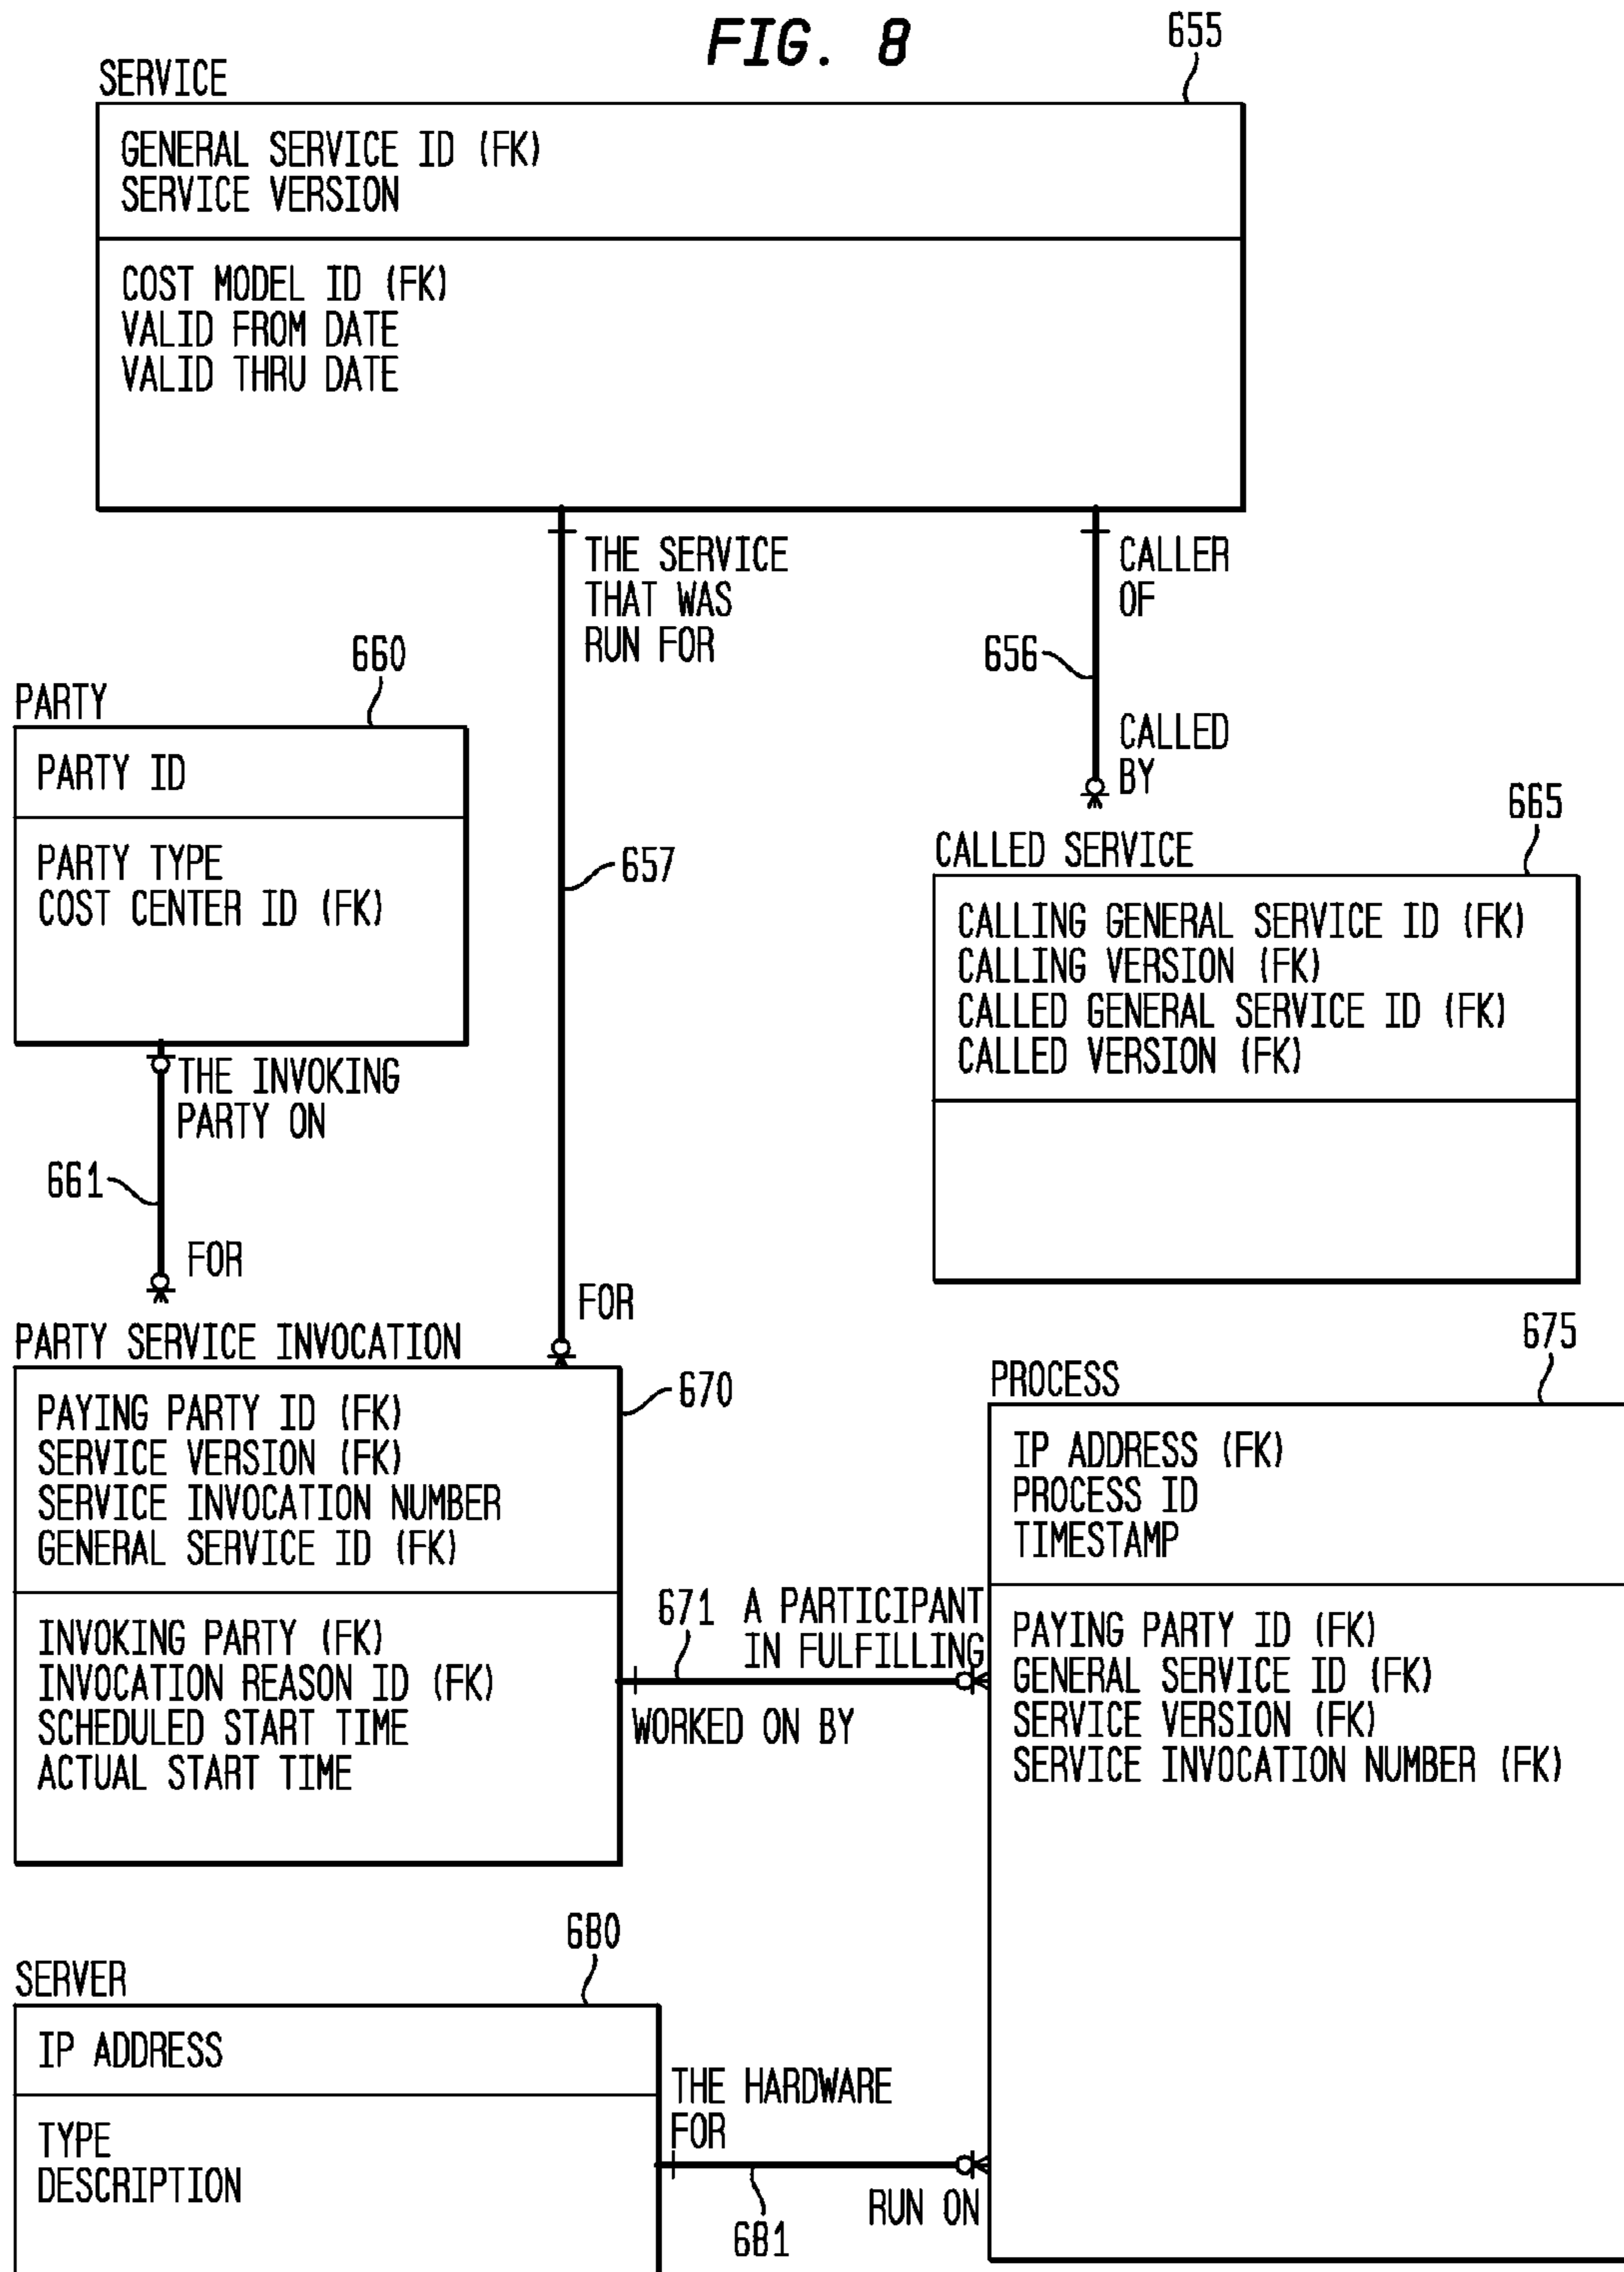 FIG. 8
655
SERVICE
GENERAL SERVICE ID (FK)
SERVICE VERSION
COST MODEL ID (FK)
VALID FROM DATE
VALID THRU DATE
THE SERVICE
THAT WAS
RUN FOR
CALLER
OF
656
CALLED
BY
660
PARTY
PARTY ID
PARTY TYPE
COST CENTER ID (FK)
657
665
CALLED SERVICE
CALLING GENERAL SERVICE ID (FK)
CALLING VERSION (FK)
CALLED GENERAL SERVICE ID (FK)
CALLED VERSION (FK)
THE INVOKING
PARTY ON
661
FOR
FOR
PARTY SERVICE INVOCATION
670
PAYING PARTY ID (FK)
SERVICE VERSION (FK)
SERVICE INVOCATION NUMBER
GENERAL SERVICE ID (FK)
INVOKING PARTY (FK)
INVOCATION REASON ID (FK)
SCHEDULED START TIME
ACTUAL START TIME
671
A PARTICIPANT
IN FULFILLING
WORKED ON BY
675
PROCESS
IP ADDRESS (FK)
PROCESS ID
TIMESTAMP
PAYING PARTY ID (FK)
GENERAL SERVICE ID (FK)
SERVICE VERSION (FK)
SERVICE INVOCATION NUMBER (FK)
680
SERVER
IP ADDRESS
TYPE
DESCRIPTION
THE HARDWARE
FOR
681
RUN ON